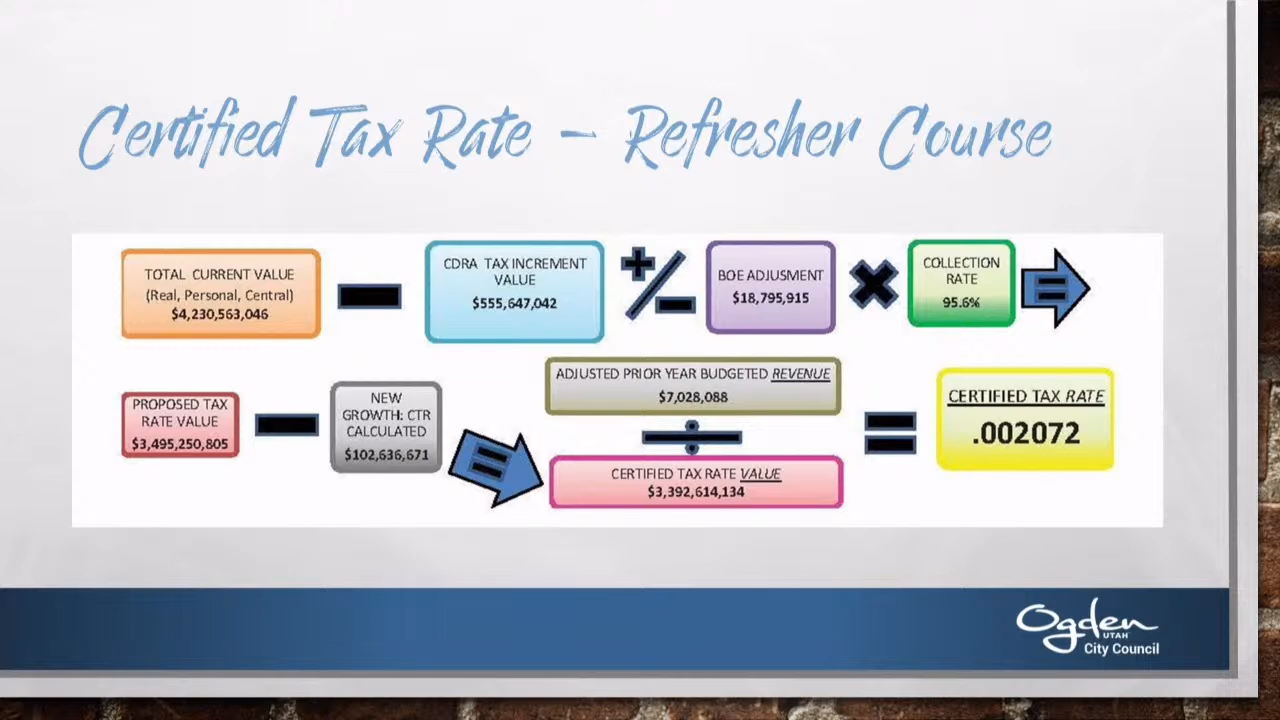 Certified Tax Rate - Refresher Course
TOTAL CURRENT VALUE
(Real, Personal, Central)
$4,230,563,046
CDRA TAX INCREMENT
VALUE
$555,647,042
+/-
BOE ADJUSMENT
$18,795,915
×
COLLECTION
RATE
95.6%
=
PROPOSED TAX
RATE VALUE
$3,495,250,805
NEW
GROWTH: CTR
CALCULATED
$102,636,671
=
ADJUSTED PRIOR YEAR BUDGETED REVENUE
$7,028,088
÷
CERTIFIED TAX RATE VALUE
$3,392,614,134
=
CERTIFIED TAX RATE
.002072
Ogden
UTAH
City Council